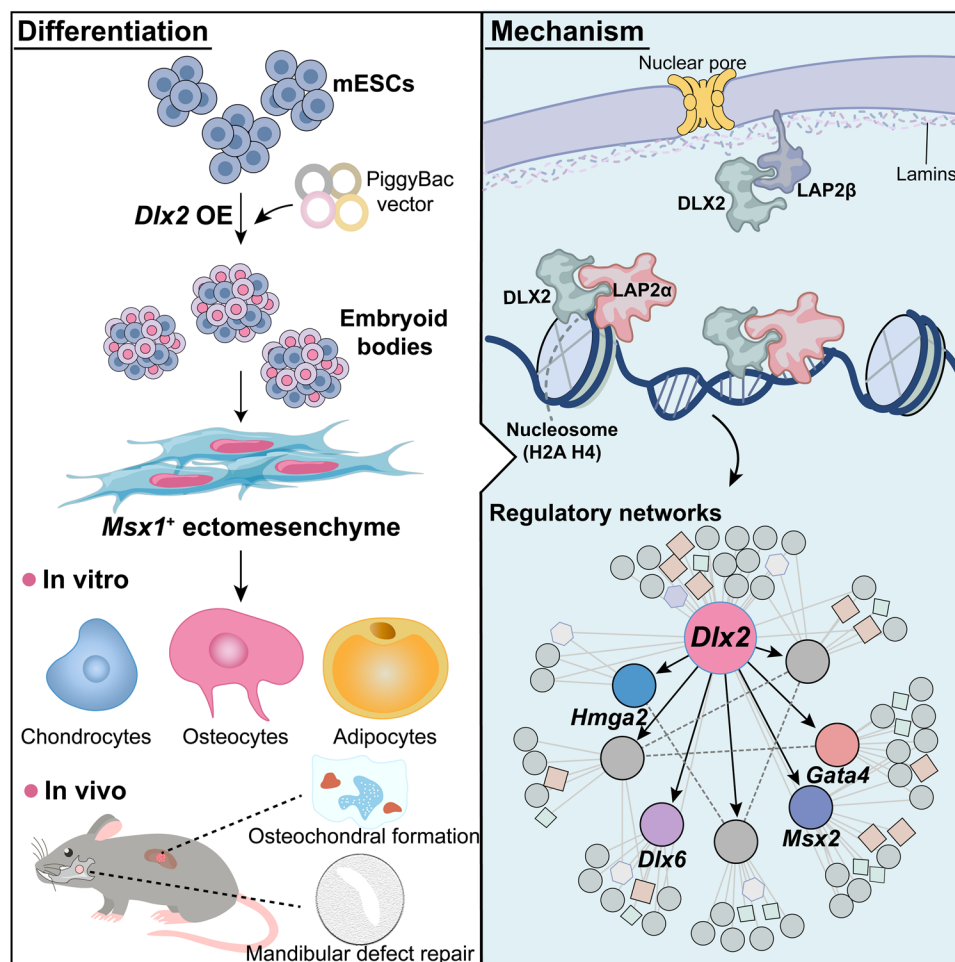 Differentiation
mESCs
PiggyBac
vector
Dlx2 OE
Embryoid
bodies
Msx1⁺ ectomesenchyme
In vitro
Chondrocytes
Osteocytes
Adipocytes
In vivo
Osteochondral formation
Mandibular defect repair
Mechanism
Nuclear pore
Lamins
LAP2β
DLX2
DLX2
LAP2α
Nucleosome
(H2A H4)
Regulatory networks
Dlx2
Hmga2
Gata4
Msx2
Dlx6